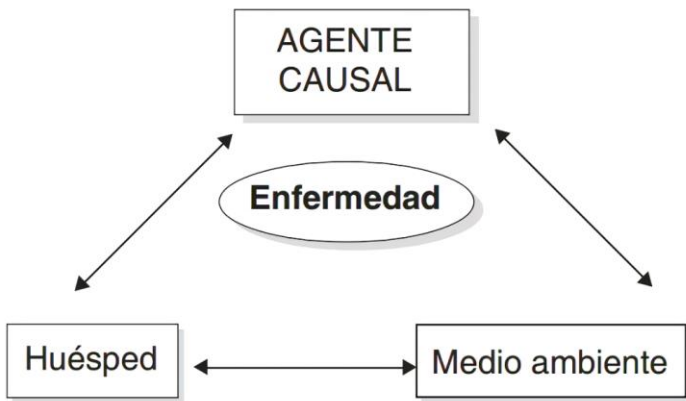 AGENTE
CAUSAL
Enfermedad
Huésped
Medio ambiente